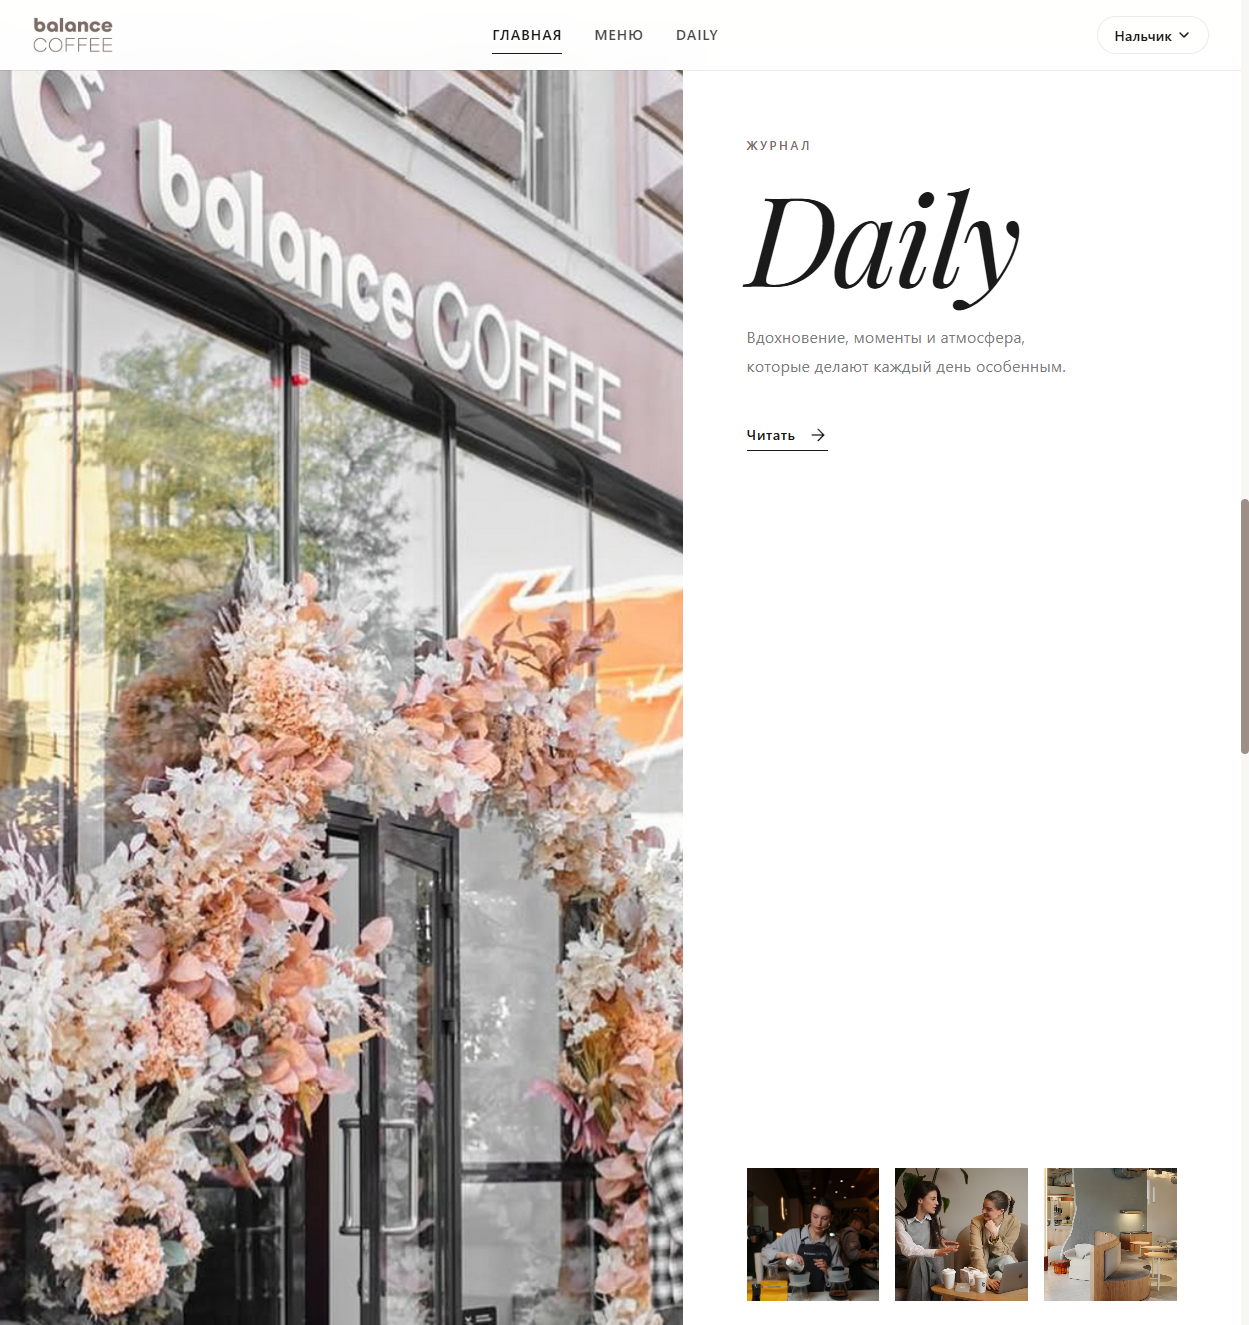 balance
COFFEE
ГЛАВНАЯ
МЕНЮ
DAILY
Нальчик
balance COFFEE
ЖУРНАЛ
Daily
Вдохновение, моменты и атмосфера,
которые делают каждый день особенным.
Читать